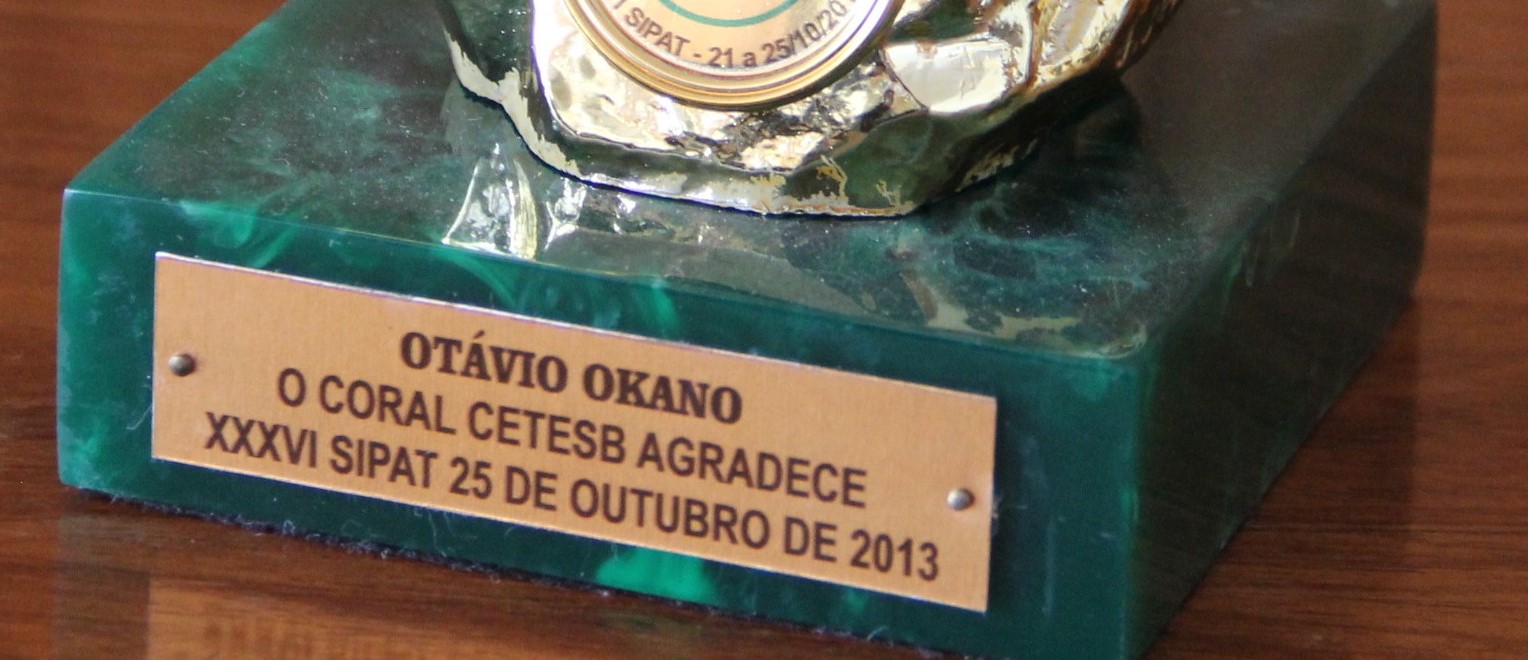 SIPAT - 21 a 25/10/20
OTÁVIO OKANO
O CORAL CETESB AGRADECE
XXXVI SIPAT 25 DE OUTUBRO DE 2013